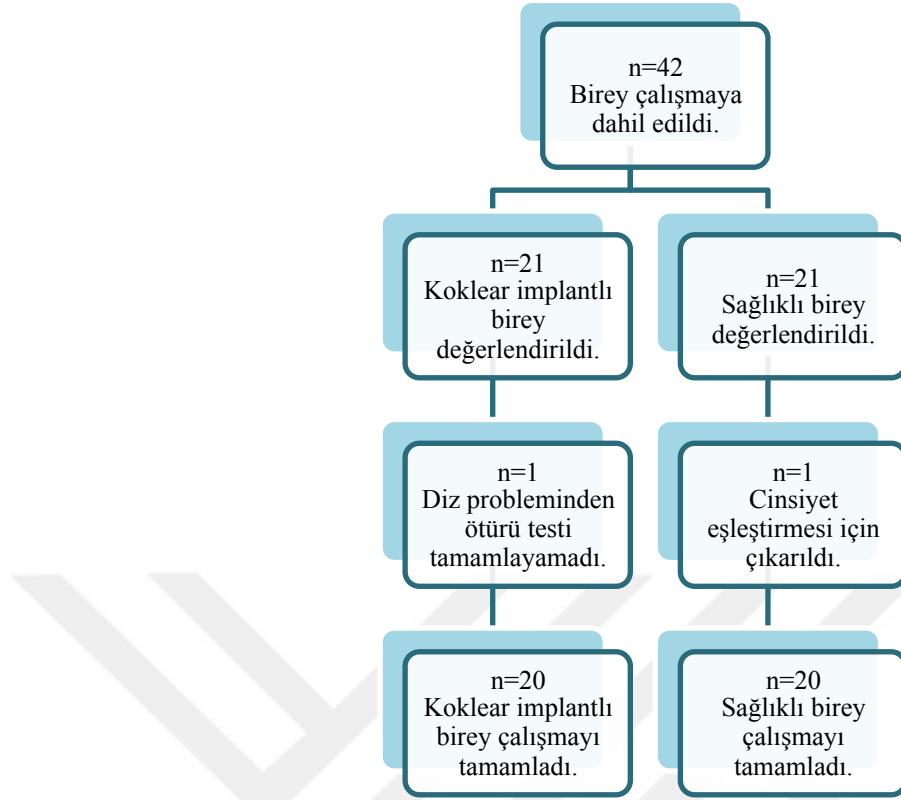 n=42
Birey çalışmaya
dahil edildi.
n=21
Koklear implantlı
birey
değerlendirildi.
n=21
Sağlıklı birey
değerlendirildi.
n=1
Diz probleminden
ötürü testi
tamamlayamadı.
n=1
Cinsiyet
eşleştirmesi için
çıkarıldı.
n=20
Koklear implantlı
birey çalışmayı
tamamladı.
n=20
Sağlıklı birey
çalışmayı
tamamladı.